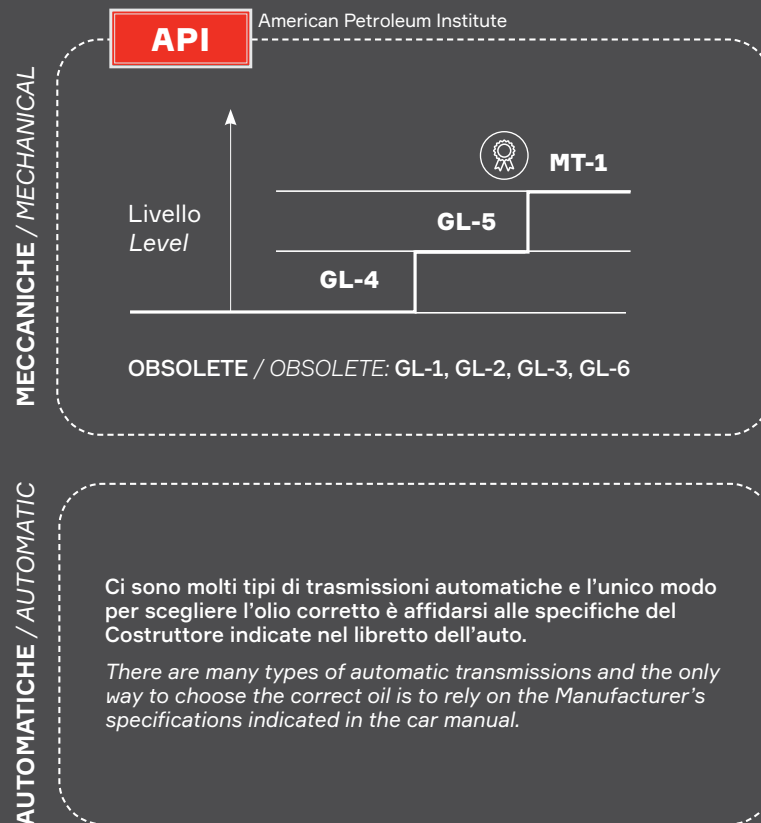 API
American Petroleum Institute
MECCANICHE / MECHANICAL
MT-1
Livello
Level
GL-5
GL-4
OBSOLETE / OBSOLETE: GL-1, GL-2, GL-3, GL-6
AUTOMATICHE / AUTOMATIC
Ci sono molti tipi di trasmissioni automatiche e l’unico modo
per scegliere l’olio corretto è affidarsi alle specifiche del
Costruttore indicate nel libretto dell’auto.
There are many types of automatic transmissions and the only
way to choose the correct oil is to rely on the Manufacturer’s
specifications indicated in the car manual.